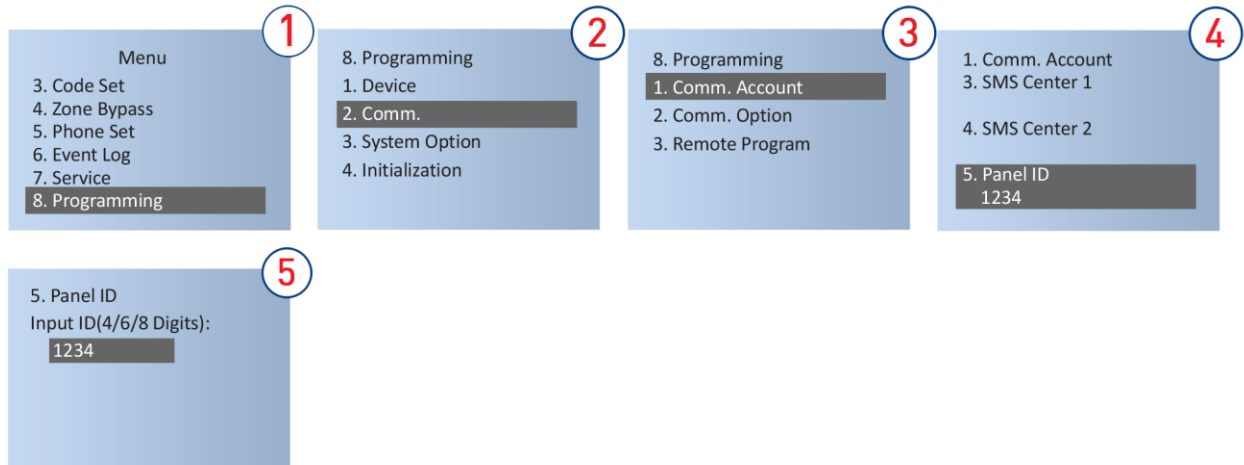 1
Menu
3. Code Set
4. Zone Bypass
5. Phone Set
6. Event Log
7. Service
8. Programming
2
8. Programming
1. Device
2. Comm.
3. System Option
4. Initialization
3
8. Programming
1. Comm. Account
2. Comm. Option
3. Remote Program
4
1. Comm. Account
3. SMS Center 1
4. SMS Center 2
5. Panel ID
1234
5
5. Panel ID
Input ID(4/6/8 Digits):
1234